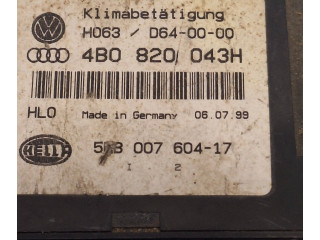 Klimabetätigung
H063 / D64-00-00
4B0 820 043H
HLO Made in Germany 06.07.99
HELLA 5HB 007 604-17
1 2